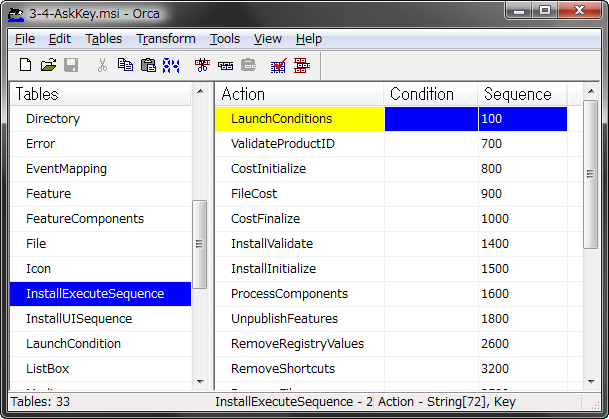 3-4-AskKey.msi - Orca
File Edit Tables Transform Tools View Help
Tables Action Condition Sequence
Directory LaunchConditions 100
Error ValidateProductID 700
EventMapping CostInitialize 800
Feature FileCost 900
FeatureComponents CostFinalize 1000
File InstallValidate 1400
Icon InstallInitialize 1500
InstallExecuteSequence ProcessComponents 1600
InstallUISequence UnpublishFeatures 1800
LaunchCondition RemoveRegistryValues 2600
ListBox RemoveShortcuts 3200
Tables: 33 InstallExecuteSequence - 2 Action - String[72], Key